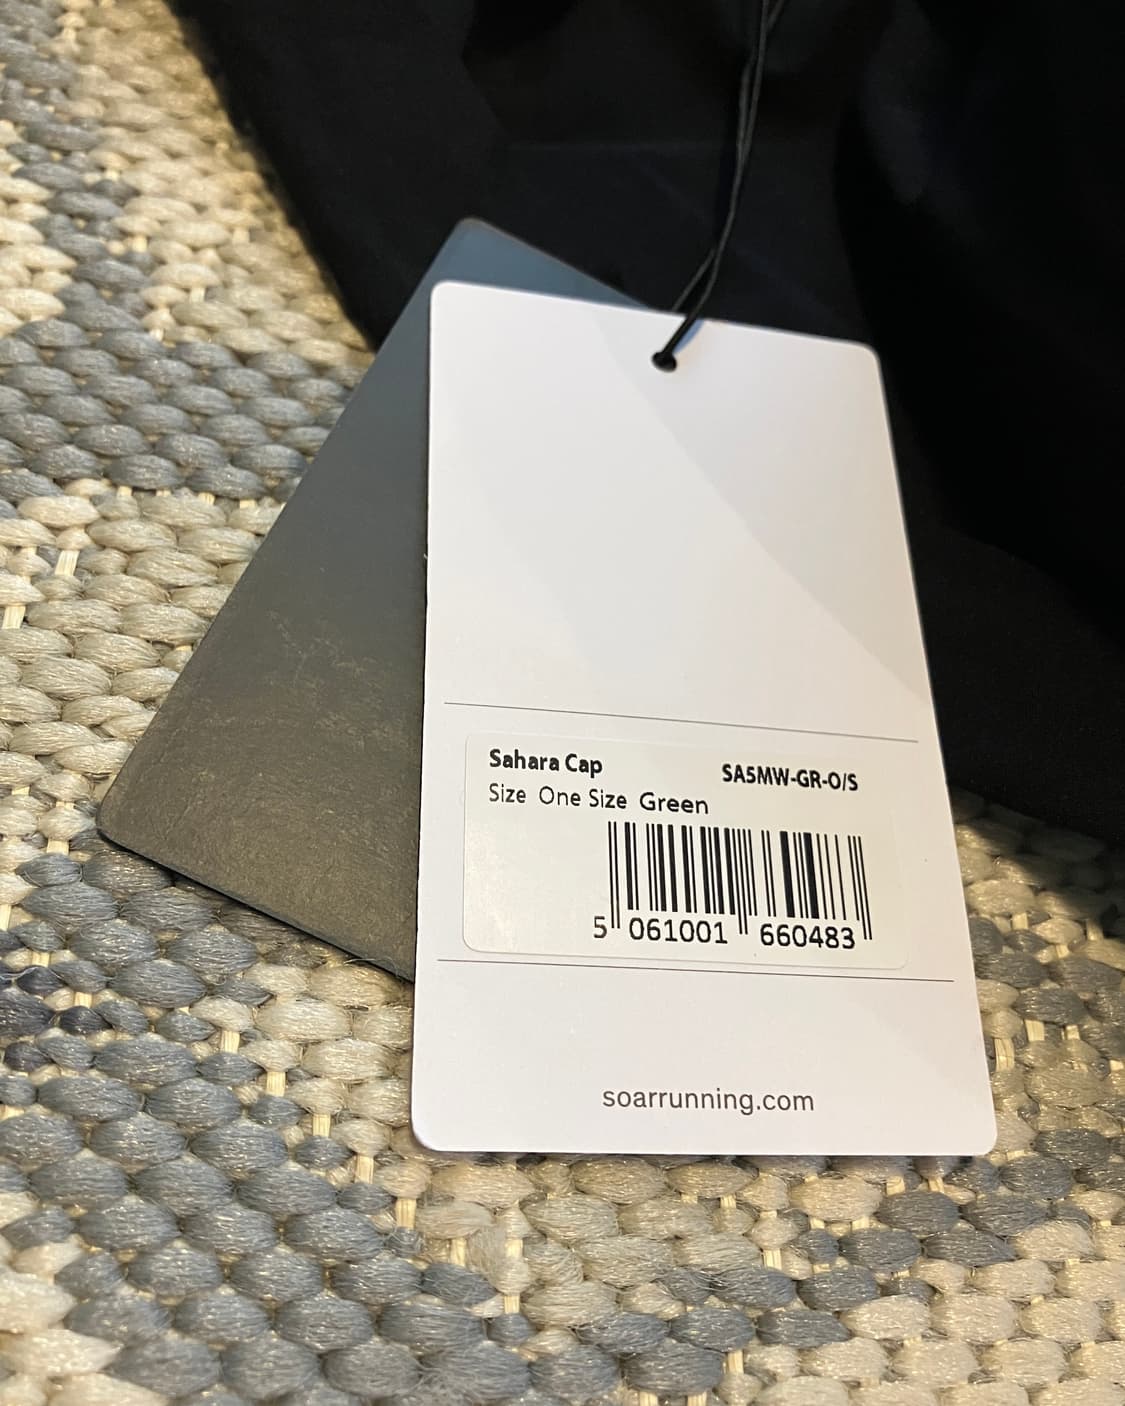 Sahara Cap SA5MW-GR-O/S
Size One Size Green
5 061001 660483
soarrunning.com